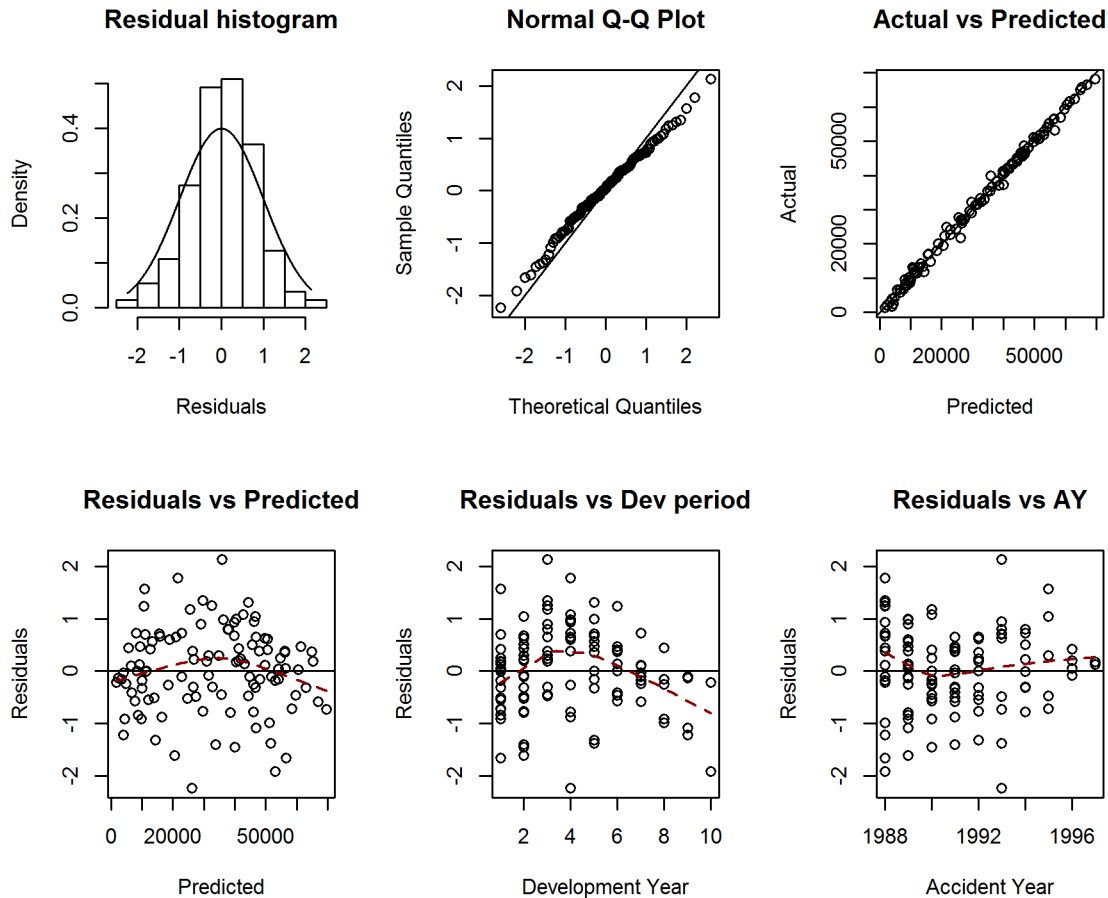 Residual histogram
Density
0.0
0.2
0.4
-2 -1 0 1 2
Residuals
Normal Q-Q Plot
Sample Quantiles
-2
-1
0
1
2
-2 -1 0 1 2
Theoretical Quantiles
Actual vs Predicted
Actual
0
20000
50000
0 20000 50000
Predicted
Residuals vs Predicted
Residuals
-2
-1
0
1
2
0 20000 50000
Predicted
Residuals vs Dev period
Residuals
-2
-1
0
1
2
2 4 6 8 10
Development Year
Residuals vs AY
Residuals
-2
-1
0
1
2
1988 1992 1996
Accident Year